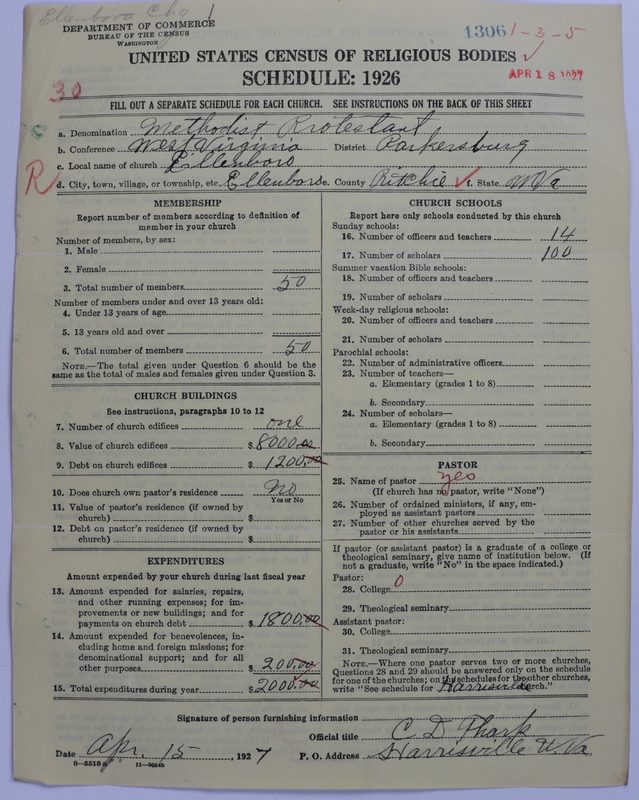 Ellenboro Chg
DEPARTMENT OF COMMERCE
BUREAU OF THE CENSUS
WASHINGTON
1306 1-3-5
UNITED STATES CENSUS OF RELIGIOUS BODIES
SCHEDULE: 1926
APR 18 1927
30
FILL OUT A SEPARATE SCHEDULE FOR EACH CHURCH. SEE INSTRUCTIONS ON THE BACK OF THIS SHEET
a. Denomination Methodist Protestant
b. Conference West Virginia District Parkersburg
c. Local name of church Ellenboro
R
d. City, town, village, or township, etc. Ellenboro e. County Ritchie f. State W Va
MEMBERSHIP
Report number of members according to definition of
member in your church
Number of members, by sex:
1. Male
2. Female
3. Total number of members 50
Number of members under and over 13 years old:
4. Under 13 years of age
5. 13 years old and over
6. Total number of members 50
NOTE.—The total given under Question 6 should be
same as the total of males and females given under Question 3.
CHURCH BUILDINGS
See instructions, paragraphs 10 to 12
7. Number of church edifices one
8. Value of church edifices $ 8000.00
9. Debt on church edifices $ 1200.00
10. Does church own pastor's residence No
Yes or No
11. Value of pastor's residence (if owned by
church) $
12. Debt on pastor's residence (if owned by
church) $
EXPENDITURES
Amount expended by your church during last fiscal year
13. Amount expended for salaries, repairs,
and other running expenses; for im-
provements or new buildings; and for
payments on church debt $ 1800.00
14. Amount expended for benevolences, in-
cluding home and foreign missions; for
denominational support; and for all
other purposes $ 200.00
15. Total expenditures during year $ 2000.00
CHURCH SCHOOLS
Report here only schools conducted by this church
Sunday schools:
16. Number of officers and teachers 14
17. Number of scholars 100
Summer vacation Bible schools:
18. Number of officers and teachers
19. Number of scholars
Week-day religious schools:
20. Number of officers and teachers
21. Number of scholars
Parochial schools:
22. Number of administrative officers
23. Number of teachers—
a. Elementary (grades 1 to 8)
b. Secondary
24. Number of scholars—
a. Elementary (grades 1 to 8)
b. Secondary
PASTOR
25. Name of pastor yes
(If church has no pastor, write "None")
26. Number of ordained ministers, if any, em-
ployed as assistant pastors
27. Number of other churches served by the
pastor or his assistants
If pastor (or assistant pastor) is a graduate of a college or
theological seminary, give name of institution below. (If
not a graduate, write "No" in the space indicated.)
Pastor:
28. College 0
29. Theological seminary
Assistant pastor:
30. College
31. Theological seminary
NOTE.—Where one pastor serves two or more churches,
Questions 28 and 29 should be answered only on the schedule
for one of the churches; on the schedules for the other churches,
write "See schedule for Harrisville church."
Signature of person furnishing information
Official title C D
P. O. Address Harrisville W. Va.
Date Apr. 15, 1927
8—5518 a 11—9554b